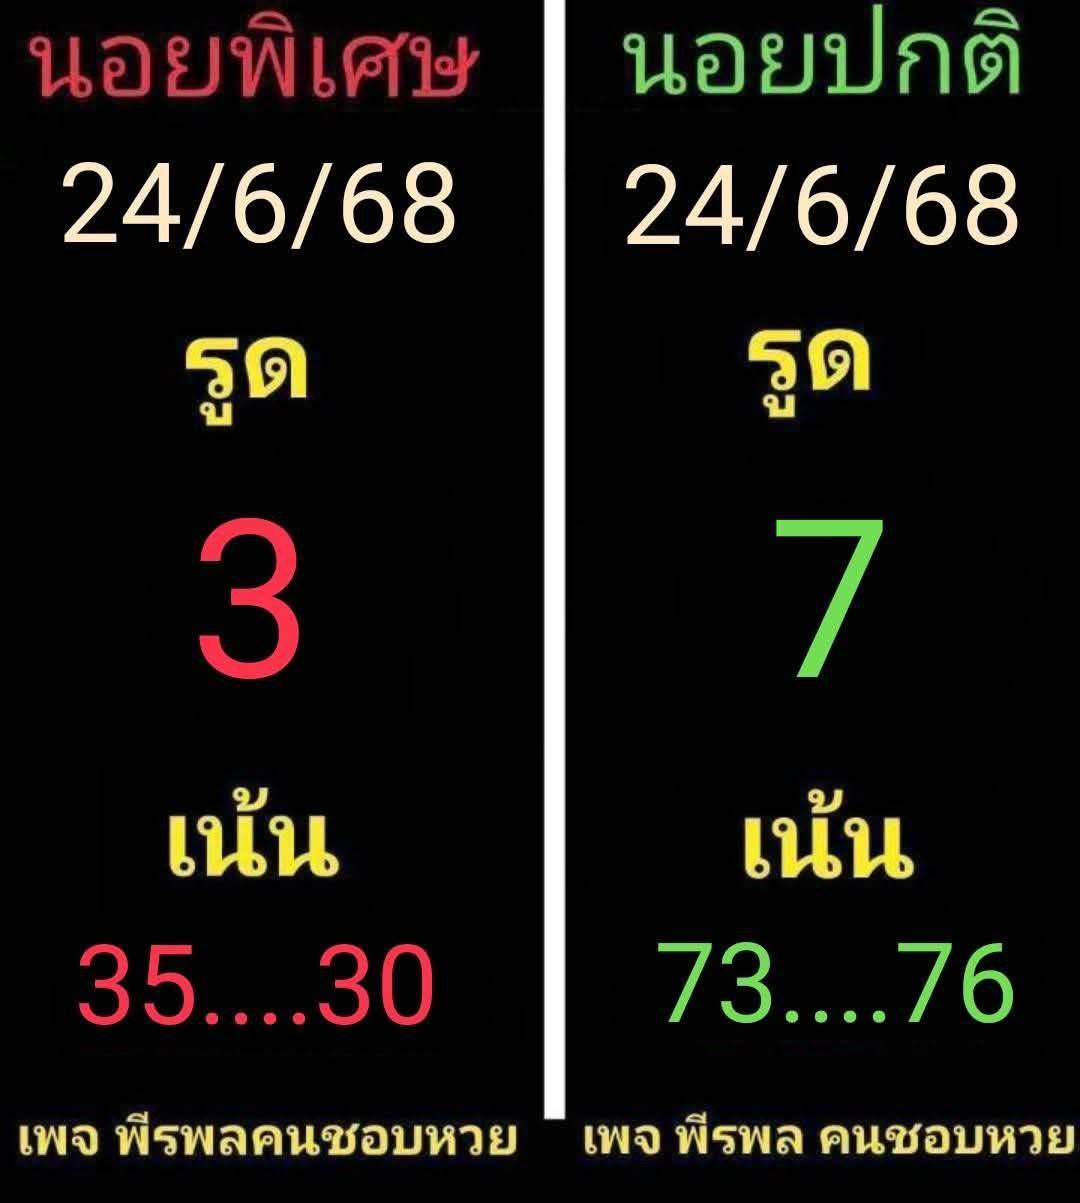 นอยพิเศษ
24/6/68
รูด
3
เน้น
35....30
เพจ พีรพลคนชอบหวย
นอยปกติ
24/6/68
รูด
7
เน้น
73....76
เพจ พีรพล คนชอบหวย